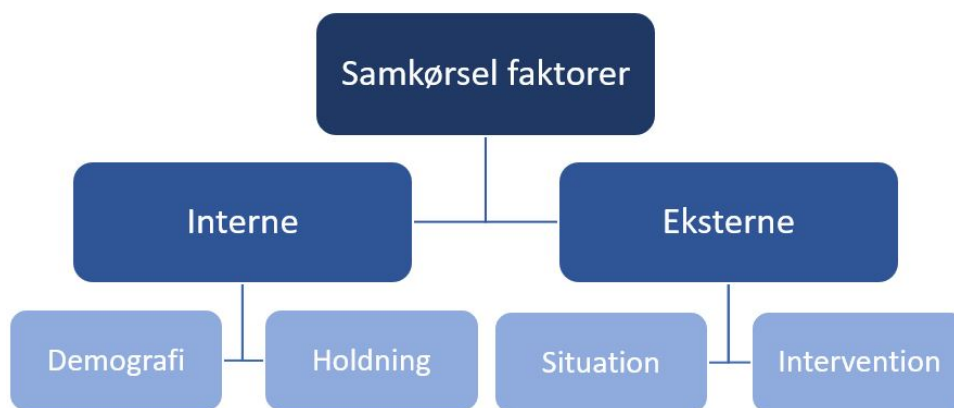 Samkørsel faktorer
Interne
Eksterne
Demografi
Holdning
Situation
Intervention